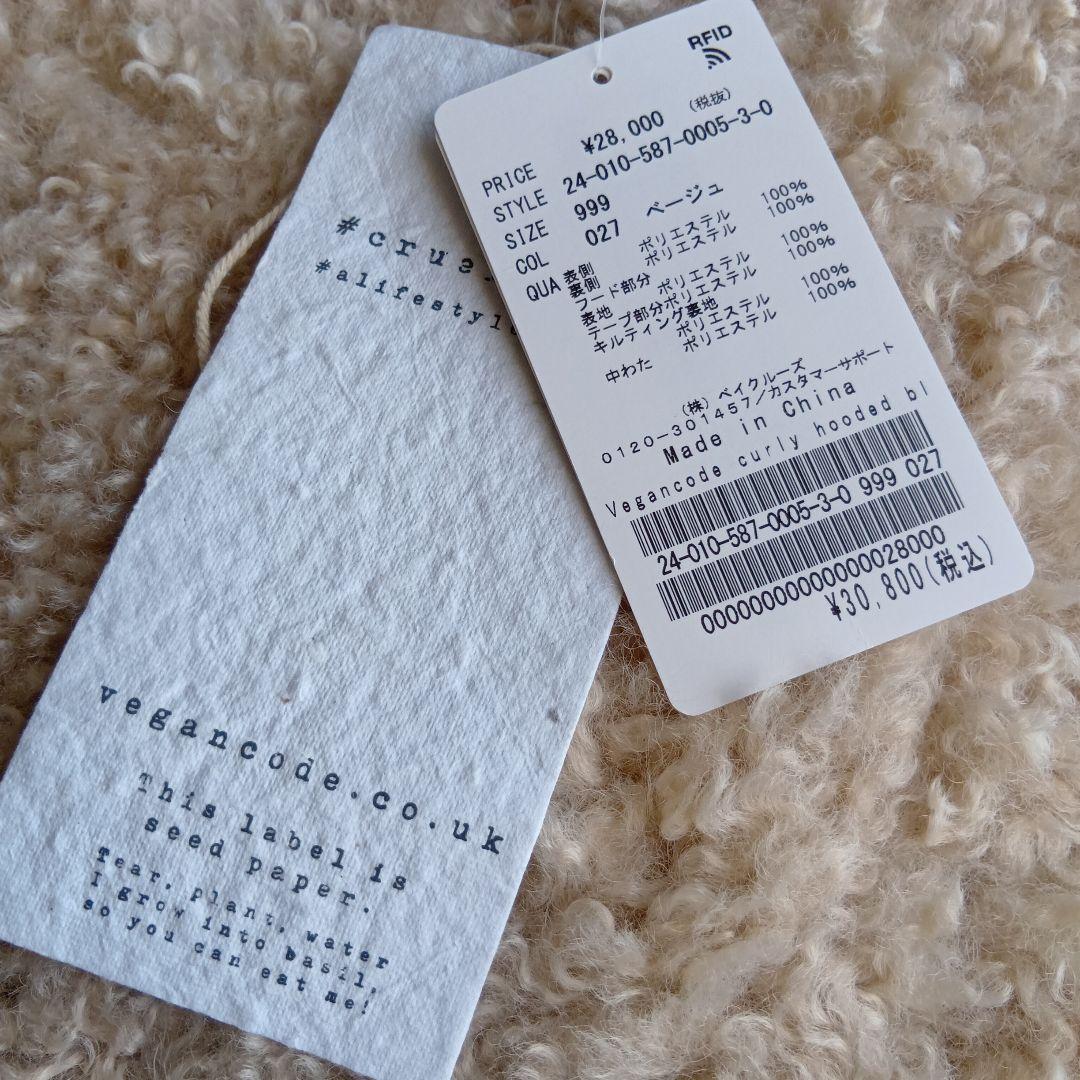 #crue
#alifestyl
vegancode.co.uk
This label is
seed paper.
Tear, plant, water
I grow into basil,
so you can eat me!
RFID
PRICE ¥28,000 (税抜)
STYLE 24-010-587-0005-3-0
SIZE 999
COL 027 ベージュ
QUA 表側 ポリエステル 100%
裏側 ポリエステル 100%
フード部分
表地 ポリエステル 100%
テープ部分ポリエステル 100%
キルティング裏地
ポリエステル 100%
中わた ポリエステル 100%
(株) ベイクルーズ
0120-301457/カスタマーサポート
Made in China
Vegancode curly hooded bl
24-010-587-0005-3-0 999 027
0000000000000028000
¥30,800(税込)